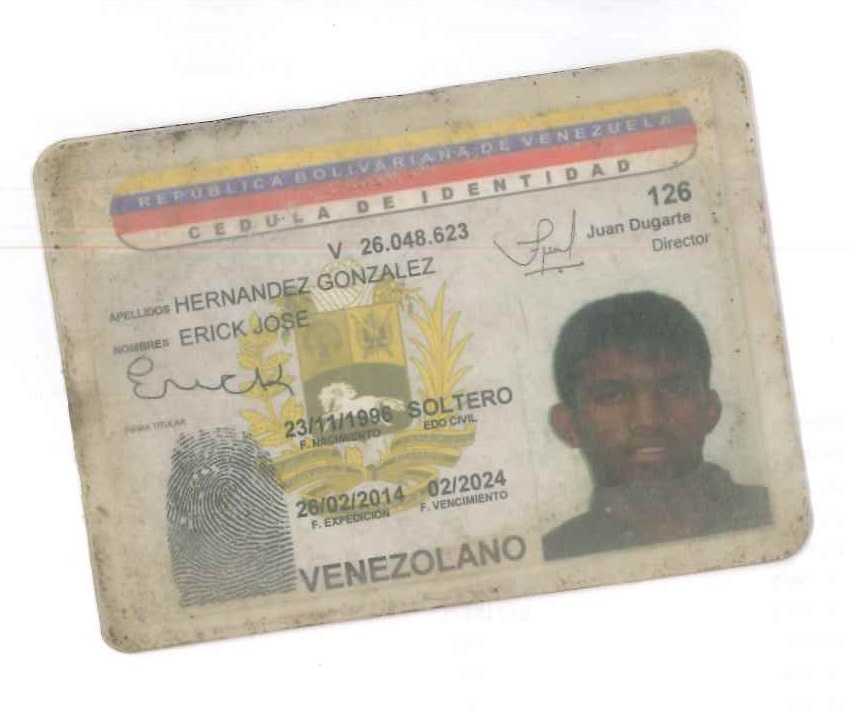 REPÚBLICA BOLIVARIANA DE VENEZUELA
CEDULA DE IDENTIDAD
126
V 26.048.623
Juan Dugarte
Director
APELLIDOS HERNANDEZ GONZALEZ
NOMBRES ERICK JOSE
Erick
FIRMA TITULAR
23/11/1996 SOLTERO
F. NACIMIENTO EDO CIVIL
26/02/2014 02/2024
F. EXPEDICION F. VENCIMIENTO
VENEZOLANO